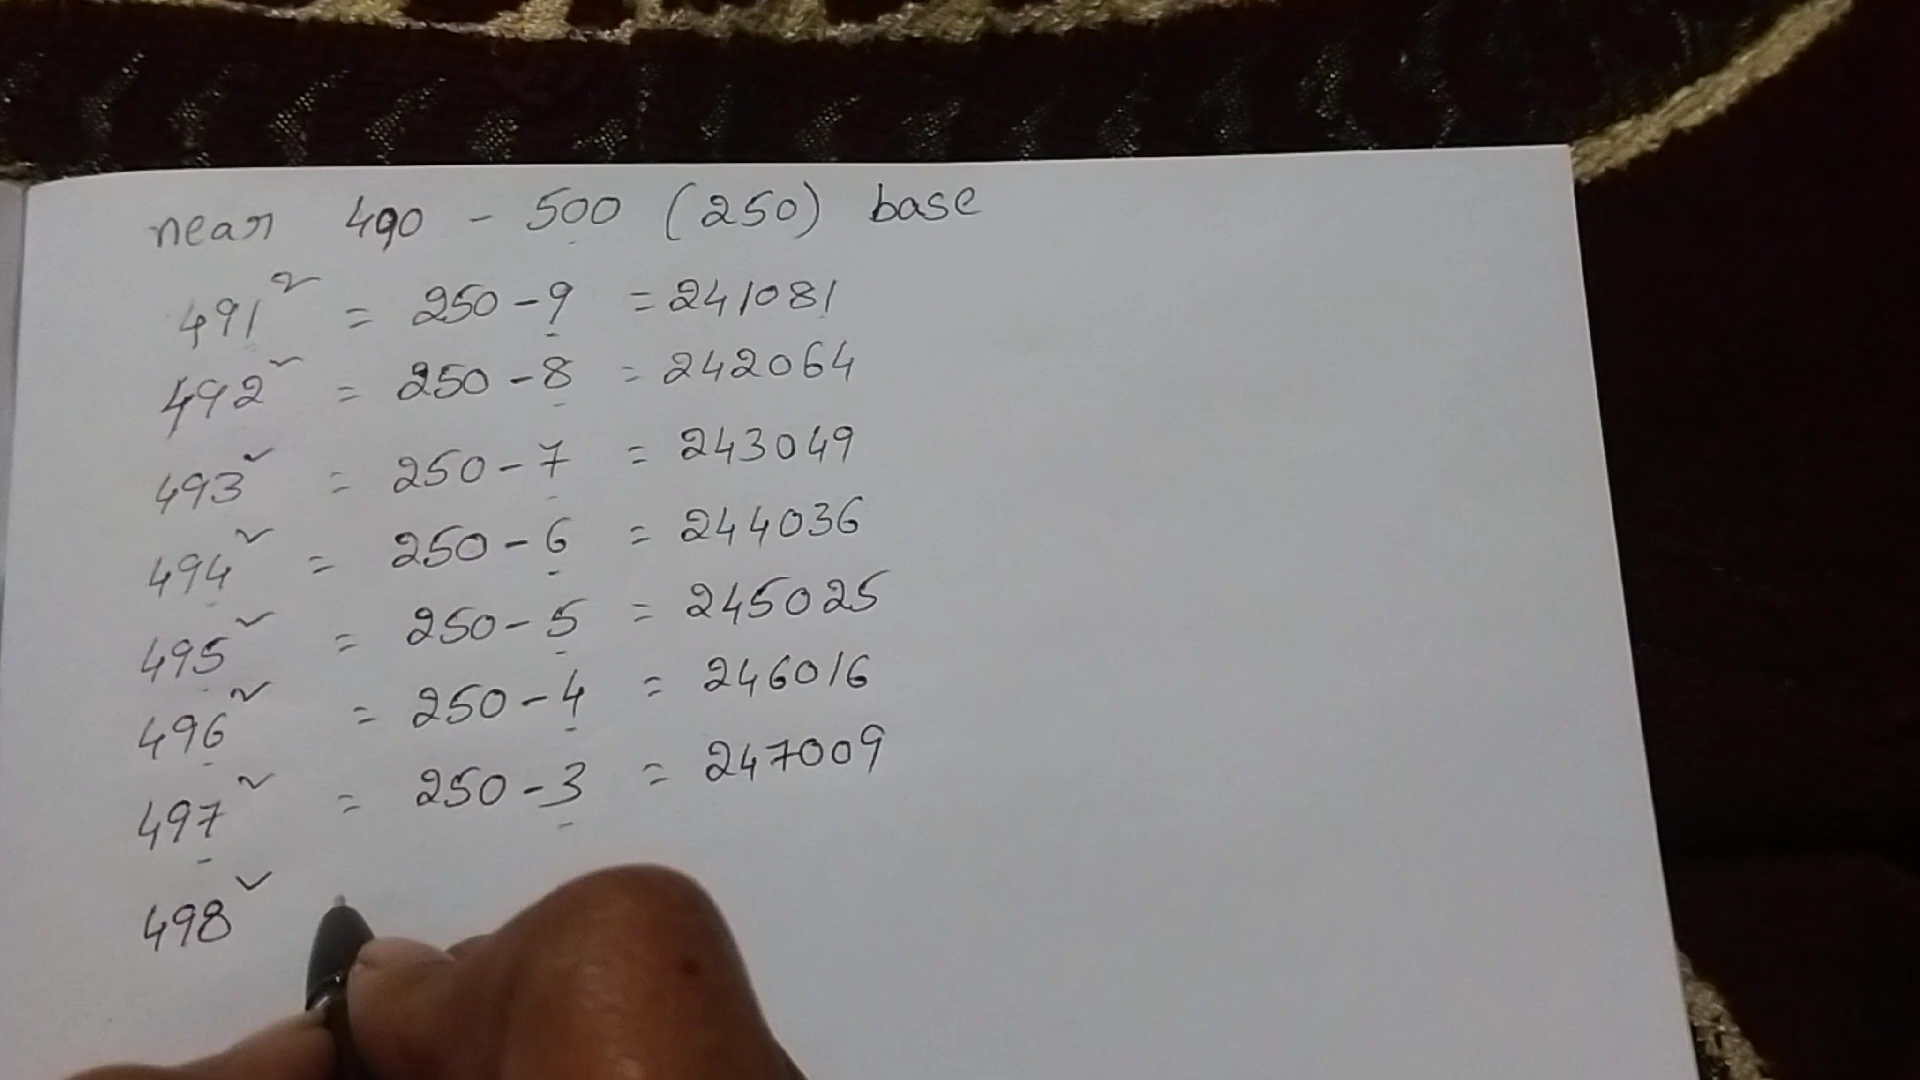 near 490 - 500 (250) base
491² = 250-9 = 241081
492² = 250-8 = 242064
493² = 250-7 = 243049
494² = 250-6 = 244036
495² = 250-5 = 245025
496² = 250-4 = 246016
497² = 250-3 = 247009
498²